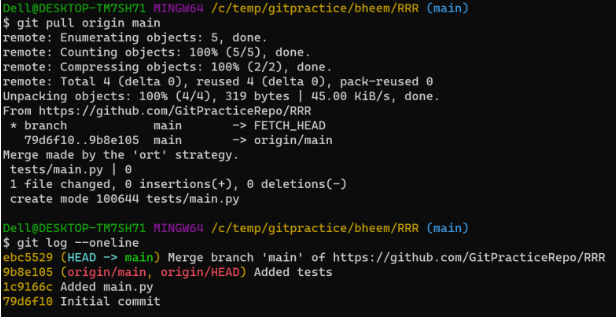 Dell@DESKTOP-TM7SH71 MINGW64 /c/temp/gitpractice/bheem/RRR (main)
$ git pull origin main
remote: Enumerating objects: 5, done.
remote: Counting objects: 100% (5/5), done.
remote: Compressing objects: 100% (2/2), done.
remote: Total 4 (delta 0), reused 4 (delta 0), pack-reused 0
Unpacking objects: 100% (4/4), 319 bytes | 45.00 KiB/s, done.
From https://github.com/GitPracticeRepo/RRR
 * branch            main       -> FETCH_HEAD
   79d6f10..9b8e105  main       -> origin/main
Merge made by the 'ort' strategy.
 tests/main.py | 0
 1 file changed, 0 insertions(+), 0 deletions(-)
 create mode 100644 tests/main.py
Dell@DESKTOP-TM7SH71 MINGW64 /c/temp/gitpractice/bheem/RRR (main)
$ git log --oneline
ebc5529 (HEAD -> main) Merge branch 'main' of https://github.com/GitPracticeRepo/RRR
9b8e105 (origin/main, origin/HEAD) Added tests
1c9166c Added main.py
79d6f10 Initial commit